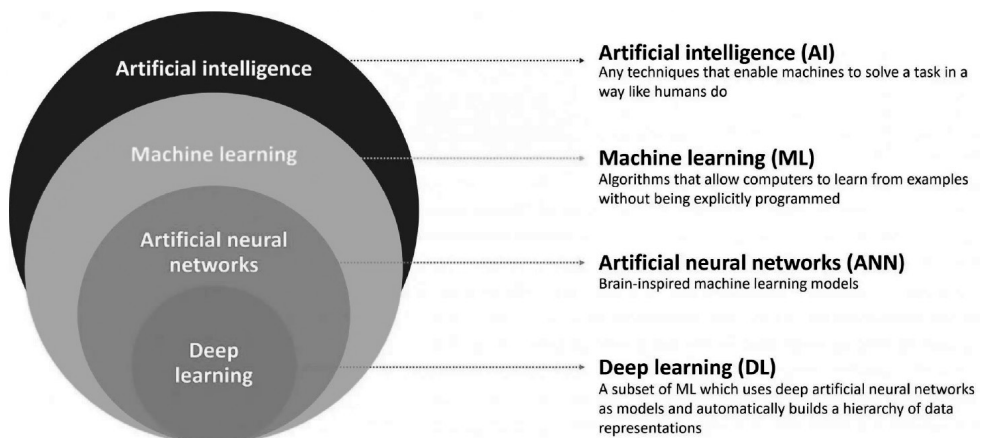 Artificial intelligence
Machine learning
Artificial neural
networks
Deep
learning
Artificial intelligence (AI)
Any techniques that enable machines to solve a task in a
way like humans do
Machine learning (ML)
Algorithms that allow computers to learn from examples
without being explicitly programmed
Artificial neural networks (ANN)
Brain-inspired machine learning models
Deep learning (DL)
A subset of ML which uses deep artificial neural networks
as models and automatically builds a hierarchy of data
representations